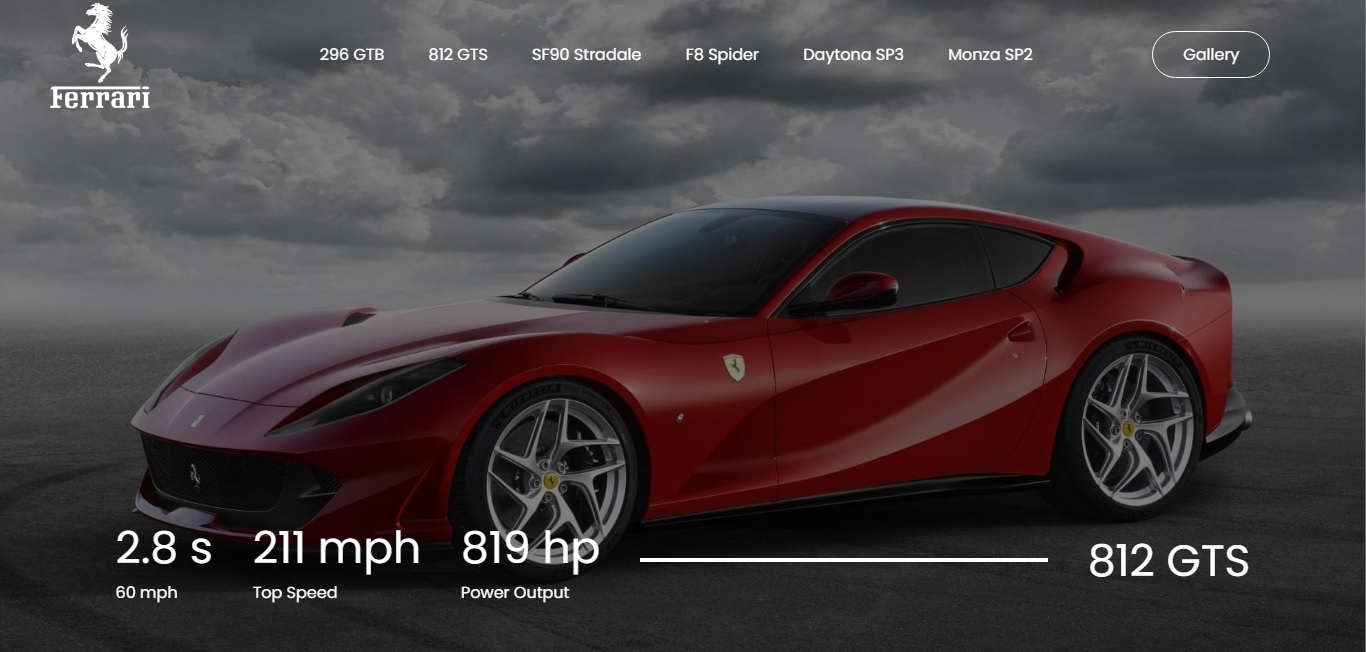 Ferrari
296 GTB
812 GTS
SF90 Stradale
F8 Spider
Daytona SP3
Monza SP2
Gallery
MICHELIN
2.8 s
211 mph
819 hp
812 GTS
60 mph
Top Speed
Power Output